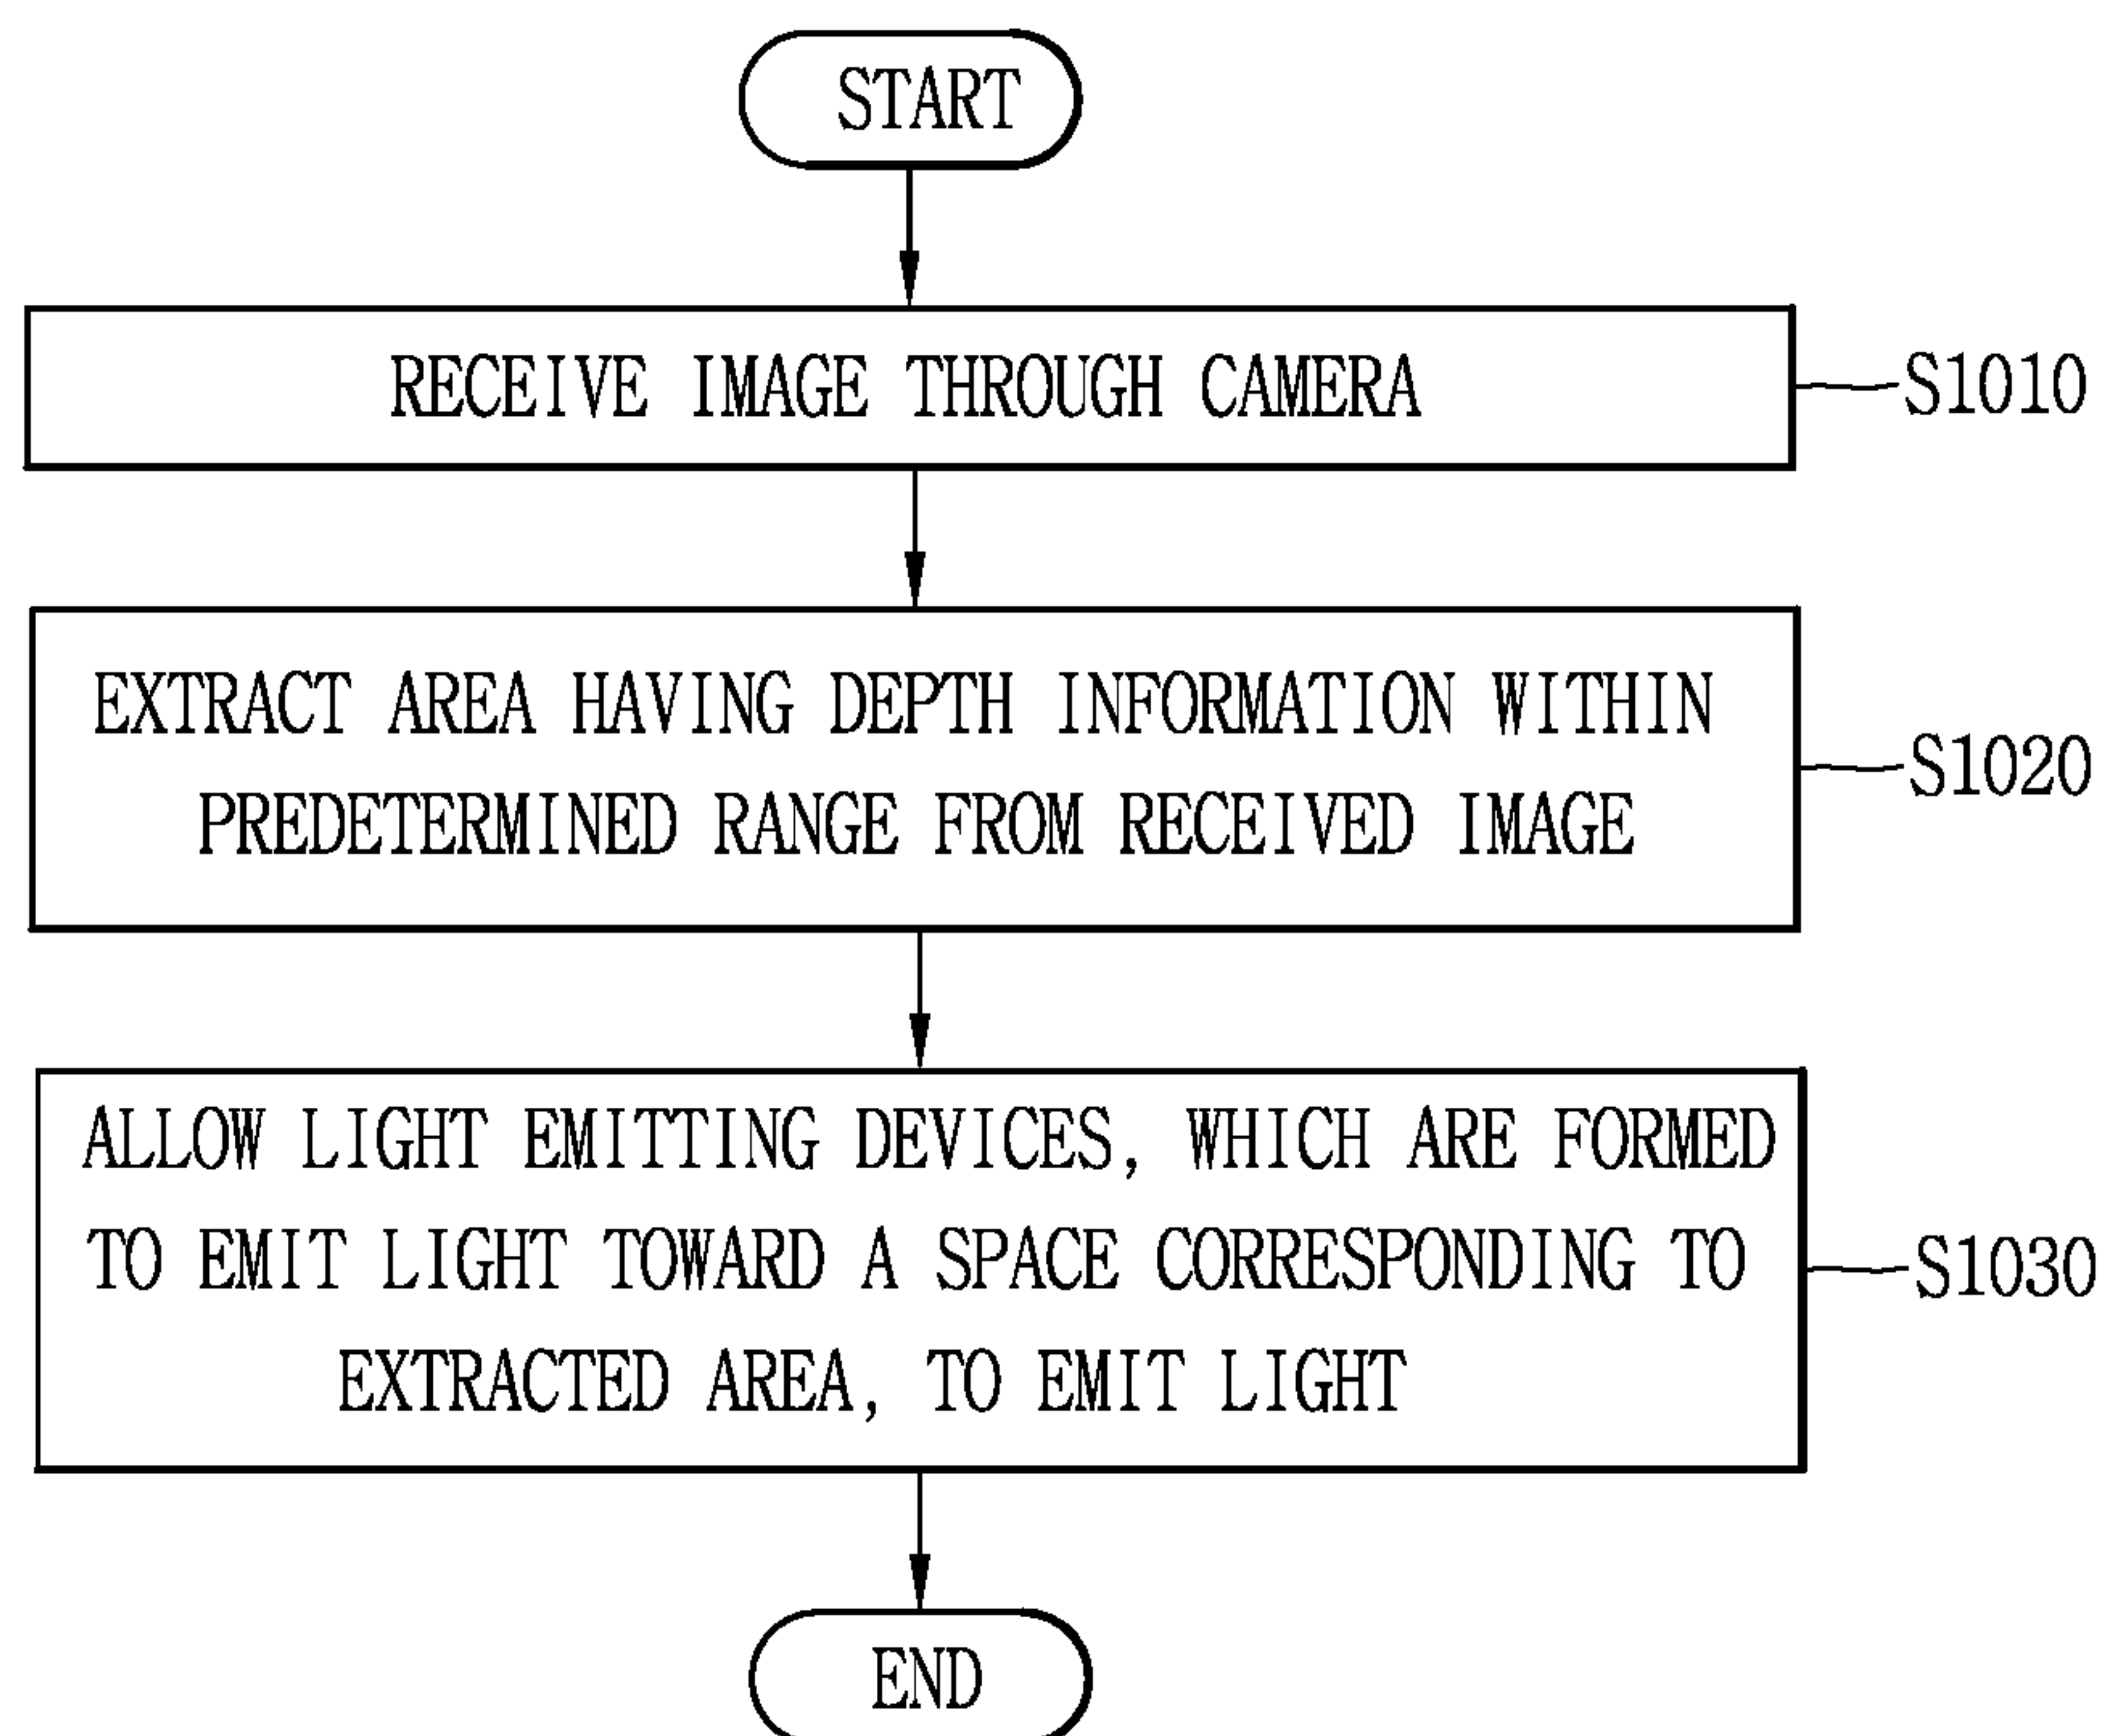 START
RECEIVE IMAGE THROUGH CAMERA
S1010
EXTRACT AREA HAVING DEPTH INFORMATION WITHIN
PREDETERMINED RANGE FROM RECEIVED IMAGE
S1020
ALLOW LIGHT EMITTING DEVICES, WHICH ARE FORMED
TO EMIT LIGHT TOWARD A SPACE CORRESPONDING TO
EXTRACTED AREA, TO EMIT LIGHT
S1030
END